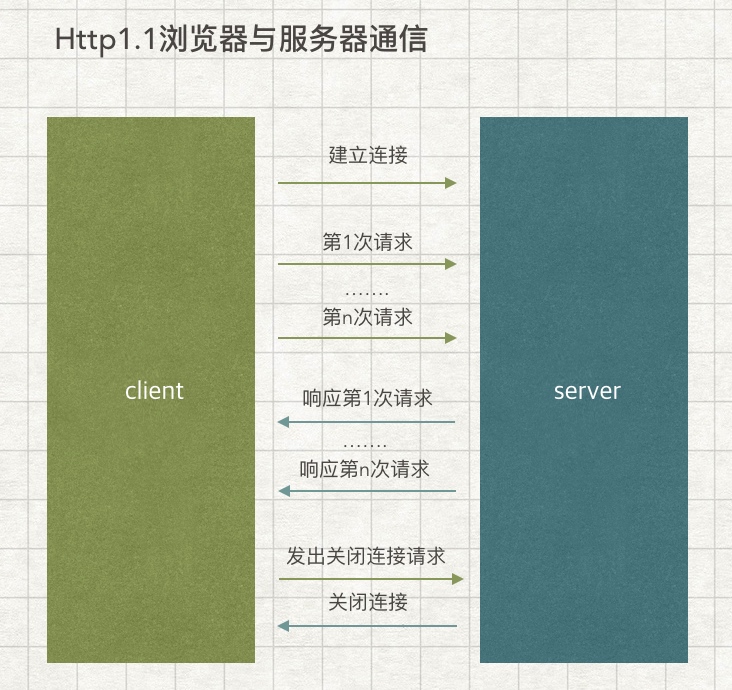 Http1.1浏览器与服务器通信
建立连接
第1次请求
.......
第n次请求
client
server
响应第1次请求
.......
响应第n次请求
发出关闭连接请求
关闭连接